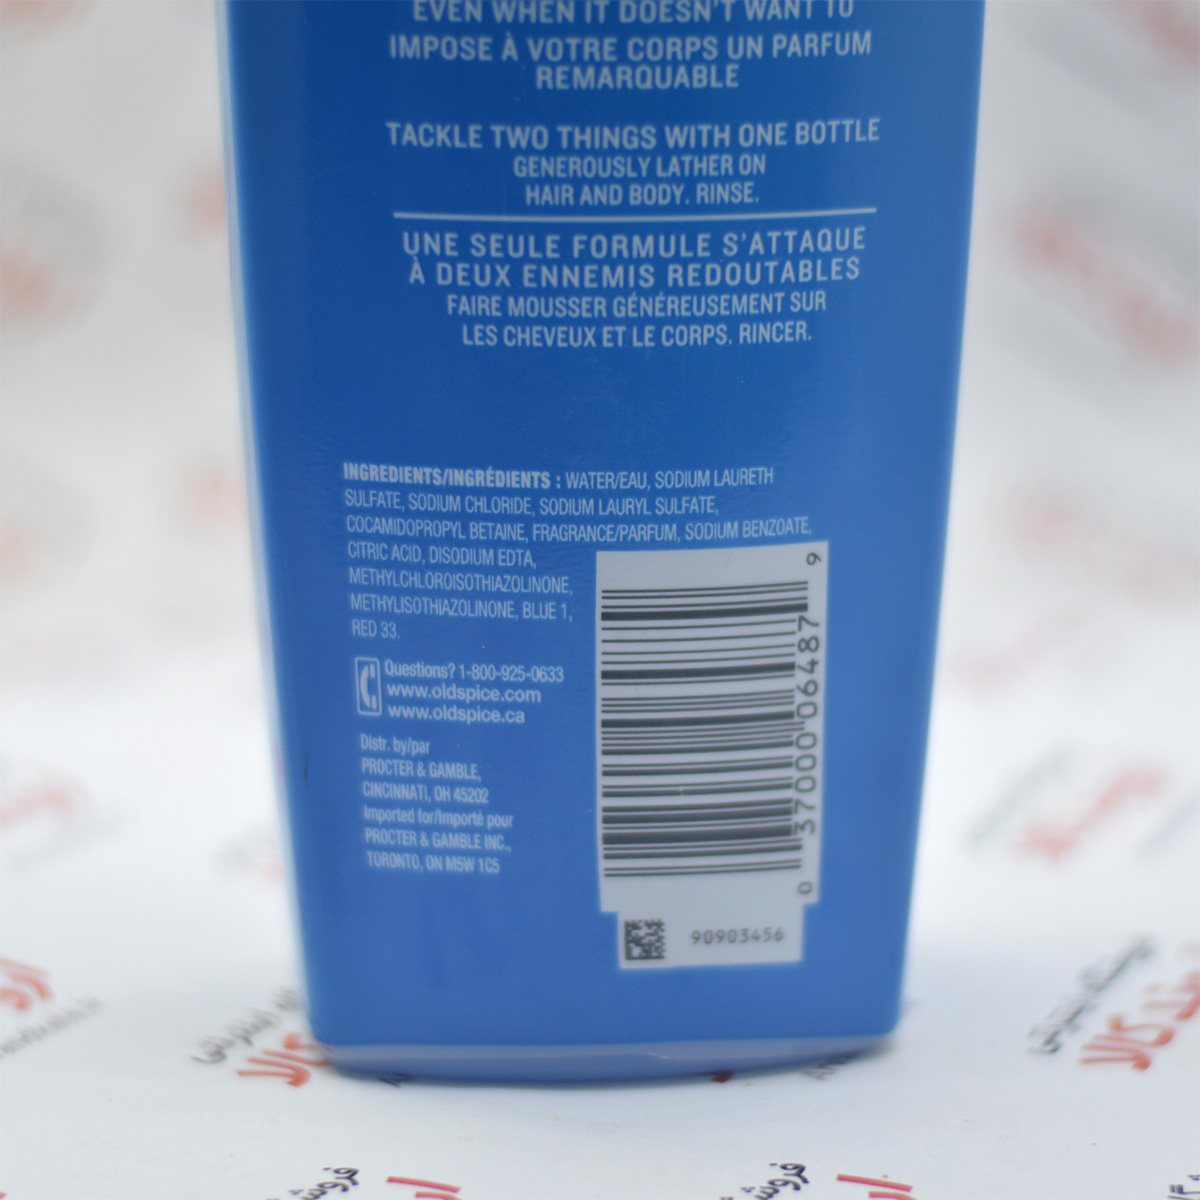 EVEN WHEN IT DOESN'T WANT TO
IMPOSE À VOTRE CORPS UN PARFUM
REMARQUABLE
TACKLE TWO THINGS WITH ONE BOTTLE
GENEROUSLY LATHER ON
HAIR AND BODY. RINSE.
UNE SEULE FORMULE S'ATTAQUE
À DEUX ENNEMIS REDOUTABLES
FAIRE MOUSSER GÉNÉREUSEMENT SUR
LES CHEVEUX ET LE CORPS. RINCER.
INGREDIENTS/INGRÉDIENTS : WATER/EAU, SODIUM LAURETH
SULFATE, SODIUM CHLORIDE, SODIUM LAURYL SULFATE,
COCAMIDOPROPYL BETAINE, FRAGRANCE/PARFUM, SODIUM BENZOATE,
CITRIC ACID, DISODIUM EDTA,
METHYLCHLOROISOTHIAZOLINONE,
METHYLISOTHIAZOLINONE, BLUE 1,
RED 33.
Questions? 1-800-925-0633
www.oldspice.com
www.oldspice.ca
Distr. by/par
PROCTER & GAMBLE,
CINCINNATI, OH 45202
Imported for/Importé pour
PROCTER & GAMBLE INC.,
TORONTO, ON M5W 1C5
0 37000 06487 9
90903456